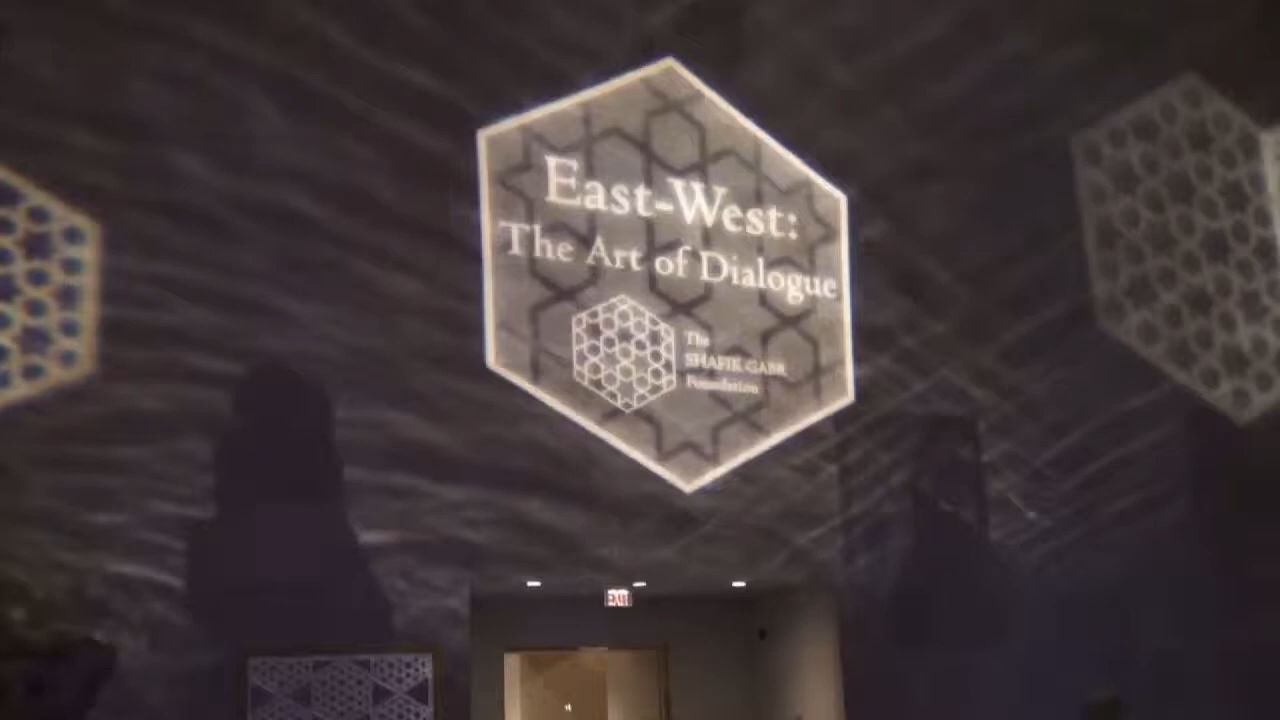 East-West:
The Art of Dialogue
The
SHAFIK GABR
Foundation
EXIT